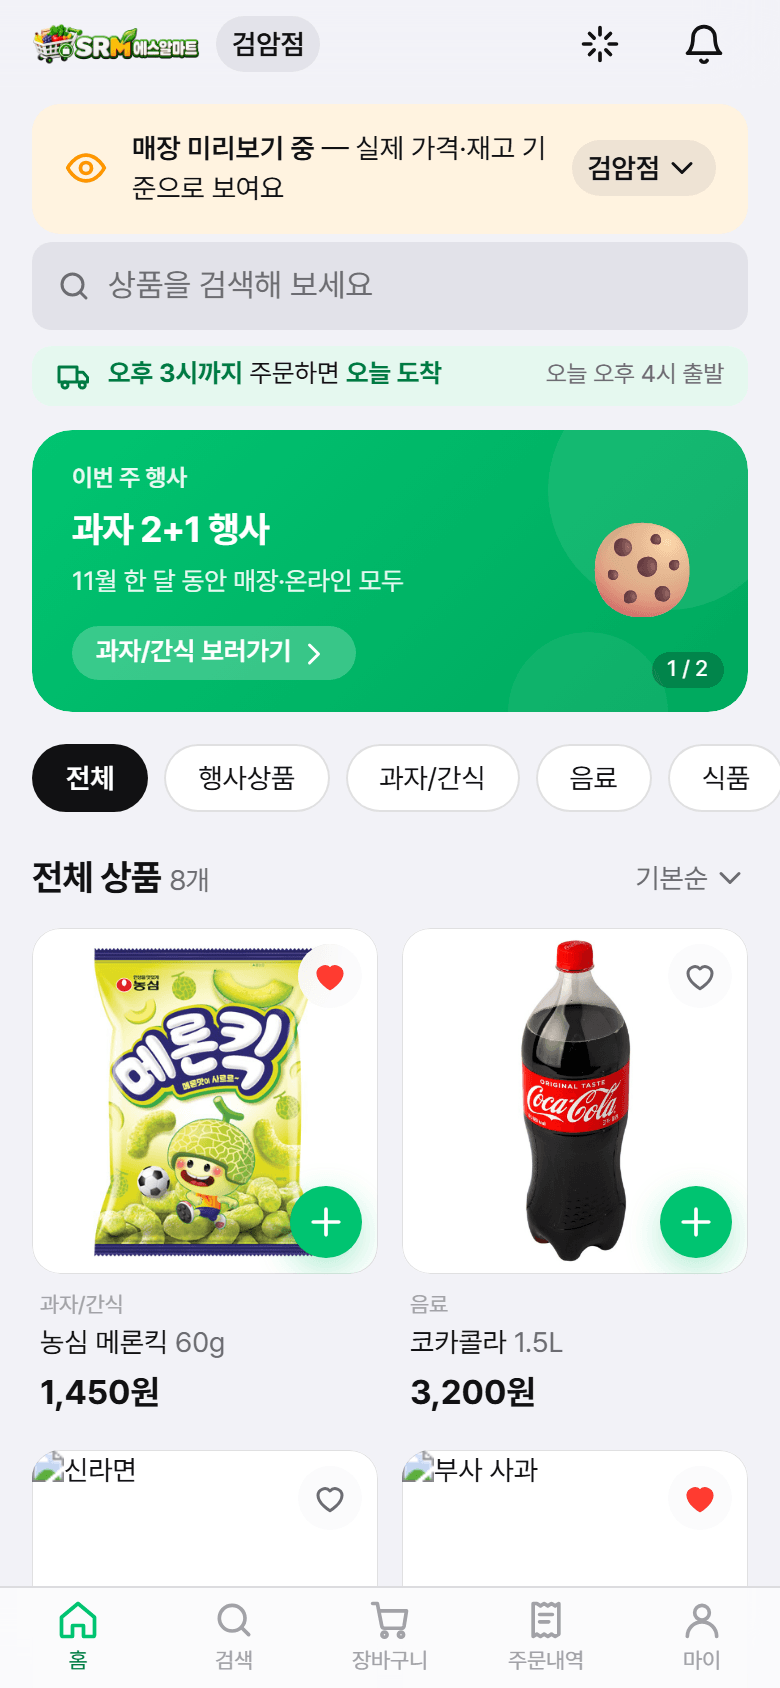 SRM 에스알마트
검암점
매장 미리보기 중 — 실제 가격·재고 기
준으로 보여요
검암점
상품을 검색해 보세요
오후 3시까지 주문하면 오늘 도착
오늘 오후 4시 출발
이번 주 행사
과자 2+1 행사
11월 한 달 동안 매장·온라인 모두
과자/간식 보러가기
1 / 2
전체
행사상품
과자/간식
음료
식품
전체 상품 8개
기본순
농심
메론킥
메론맛이 사르르~
ORIGINAL TASTE
Coca-Cola
과자/간식
농심 메론킥 60g
1,450원
음료
코카콜라 1.5L
3,200원
신라면
부사 사과
홈
검색
장바구니
주문내역
마이